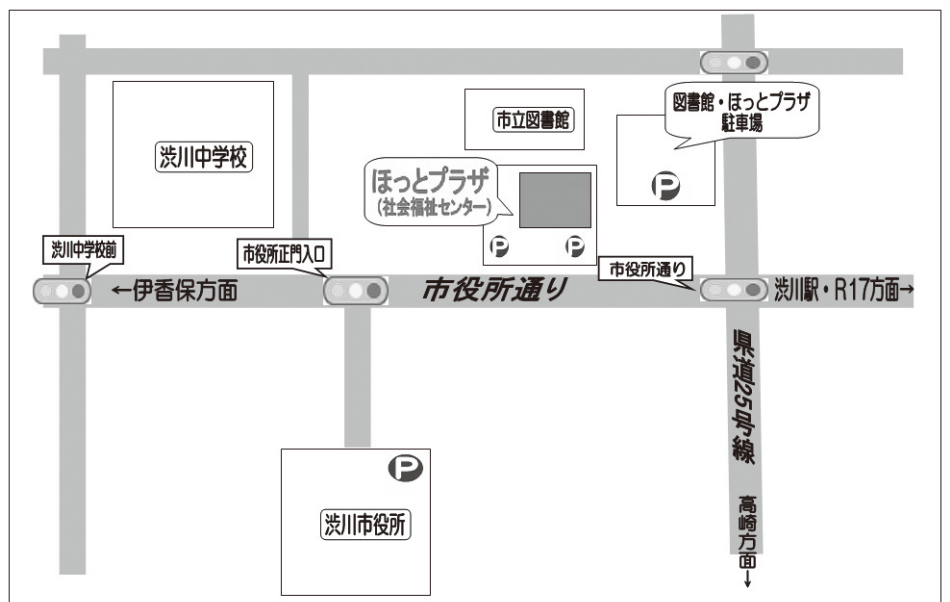 図書館・ほっとプラザ
駐車場
市立図書館
渋川中学校
ほっとプラザ
(社会福祉センター)
P
P
P
渋川中学校前
市役所正門入口
市役所通り
←伊香保方面
市役所通り
渋川駅・R17方面→
県道25号線
P
渋川市役所
高崎方面→